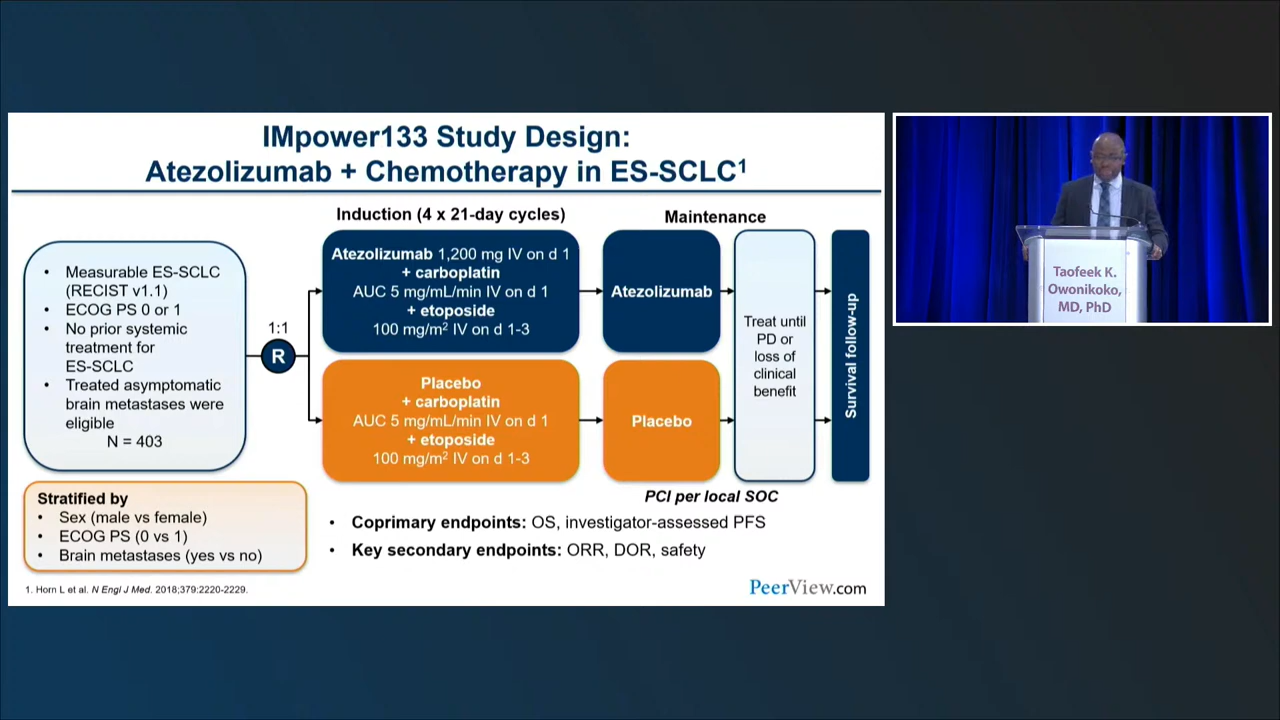 IMpower133 Study Design:
Atezolizumab + Chemotherapy in ES-SCLC¹
Induction (4 x 21-day cycles)
Maintenance
• Measurable ES-SCLC
(RECIST v1.1)
• ECOG PS 0 or 1
• No prior systemic
treatment for
ES-SCLC
• Treated asymptomatic
brain metastases were
eligible
N = 403
1:1
R
Atezolizumab 1,200 mg IV on d 1
+ carboplatin
AUC 5 mg/mL/min IV on d 1
+ etoposide
100 mg/m² IV on d 1-3
Atezolizumab
Placebo
+ carboplatin
AUC 5 mg/mL/min IV on d 1
+ etoposide
100 mg/m² IV on d 1-3
Placebo
Treat until
PD or
loss of
clinical
benefit
Survival follow-up
PCI per local SOC
Stratified by
• Sex (male vs female)
• ECOG PS (0 vs 1)
• Brain metastases (yes vs no)
• Coprimary endpoints: OS, investigator-assessed PFS
• Key secondary endpoints: ORR, DOR, safety
1. Horn L et al. N Engl J Med. 2018;379:2220-2229.
PeerView.com
Taofeek K.
Owonikoko,
MD, PhD